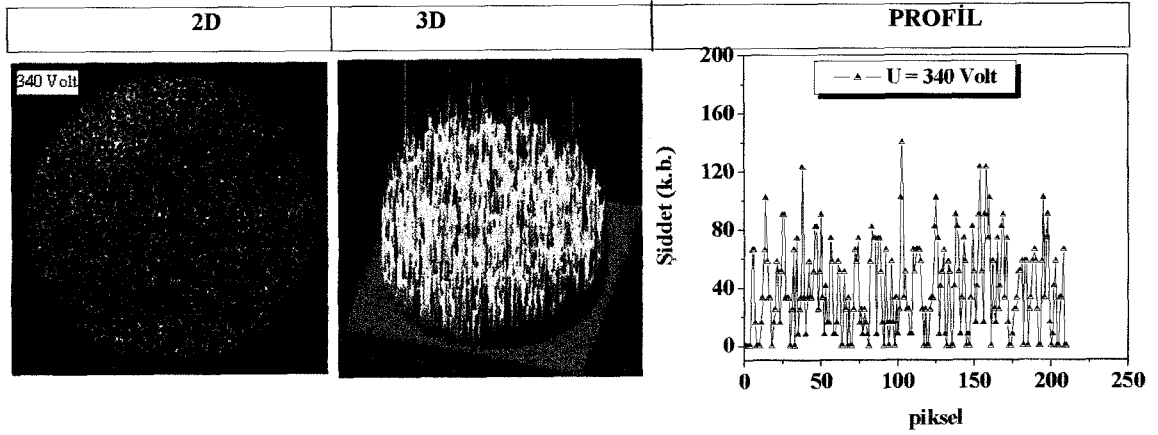 2D 3D PROFİL
340 Volt
U = 340 Volt
Şiddet (k.b.)
200
160
120
80
40
0
0 50 100 150 200 250
piksel